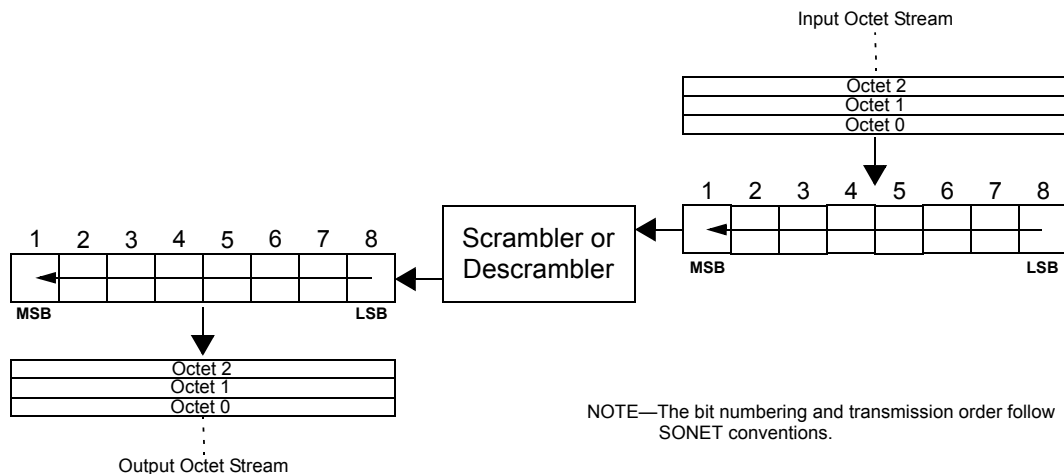 Input Octet Stream
Octet 2
Octet 1
Octet 0
1 2 3 4 5 6 7 8
MSB LSB
Scrambler or
Descrambler
1 2 3 4 5 6 7 8
MSB LSB
Octet 2
Octet 1
Octet 0
Output Octet Stream
NOTE—The bit numbering and transmission order follow
SONET conventions.